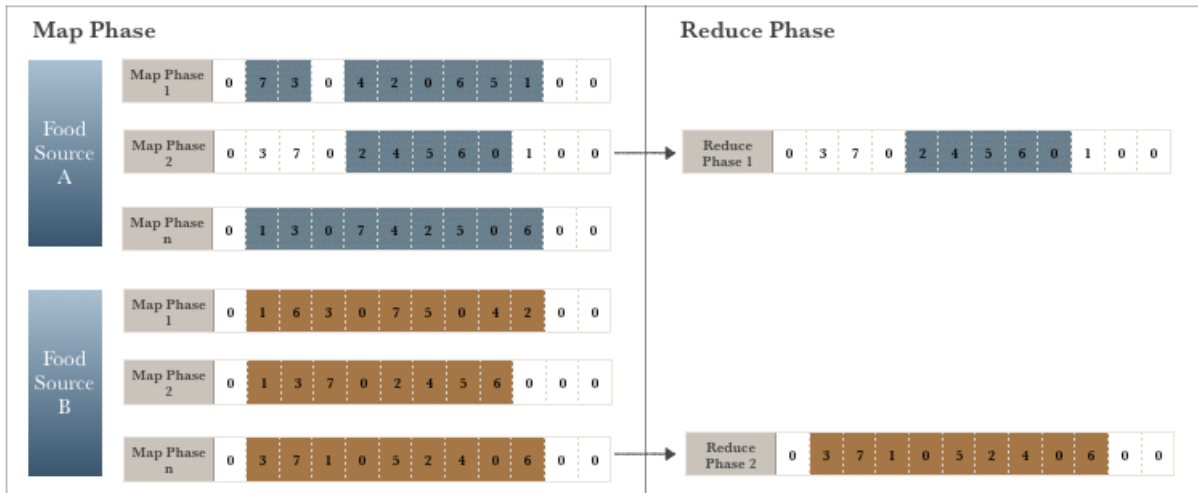 Map Phase
Reduce Phase
Food
Source
A
Map Phase
1
0 7 3 0 4 2 0 6 5 1 0 0
Map Phase
2
0 3 7 0 2 4 5 6 0 1 0 0
Reduce
Phase 1
0 3 7 0 2 4 5 6 0 1 0 0
Map Phase
n
0 1 3 0 7 4 2 5 0 6 0 0
Food
Source
B
Map Phase
1
0 1 6 3 0 7 5 0 4 2 0 0
Map Phase
2
0 1 3 7 0 2 4 5 6 0 0 0
Map Phase
n
0 3 7 1 0 5 2 4 0 6 0 0
Reduce
Phase 2
0 3 7 1 0 5 2 4 0 6 0 0